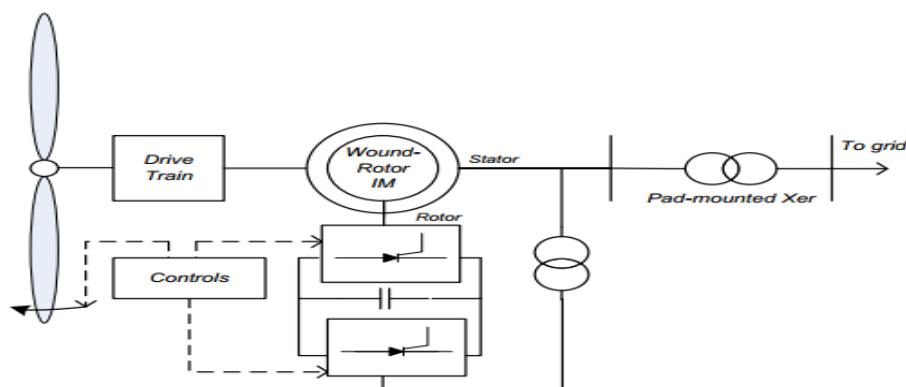 Drive
Train
Wound-
Rotor
IM
Stator
To grid
Pad-mounted Xer
Rotor
Controls